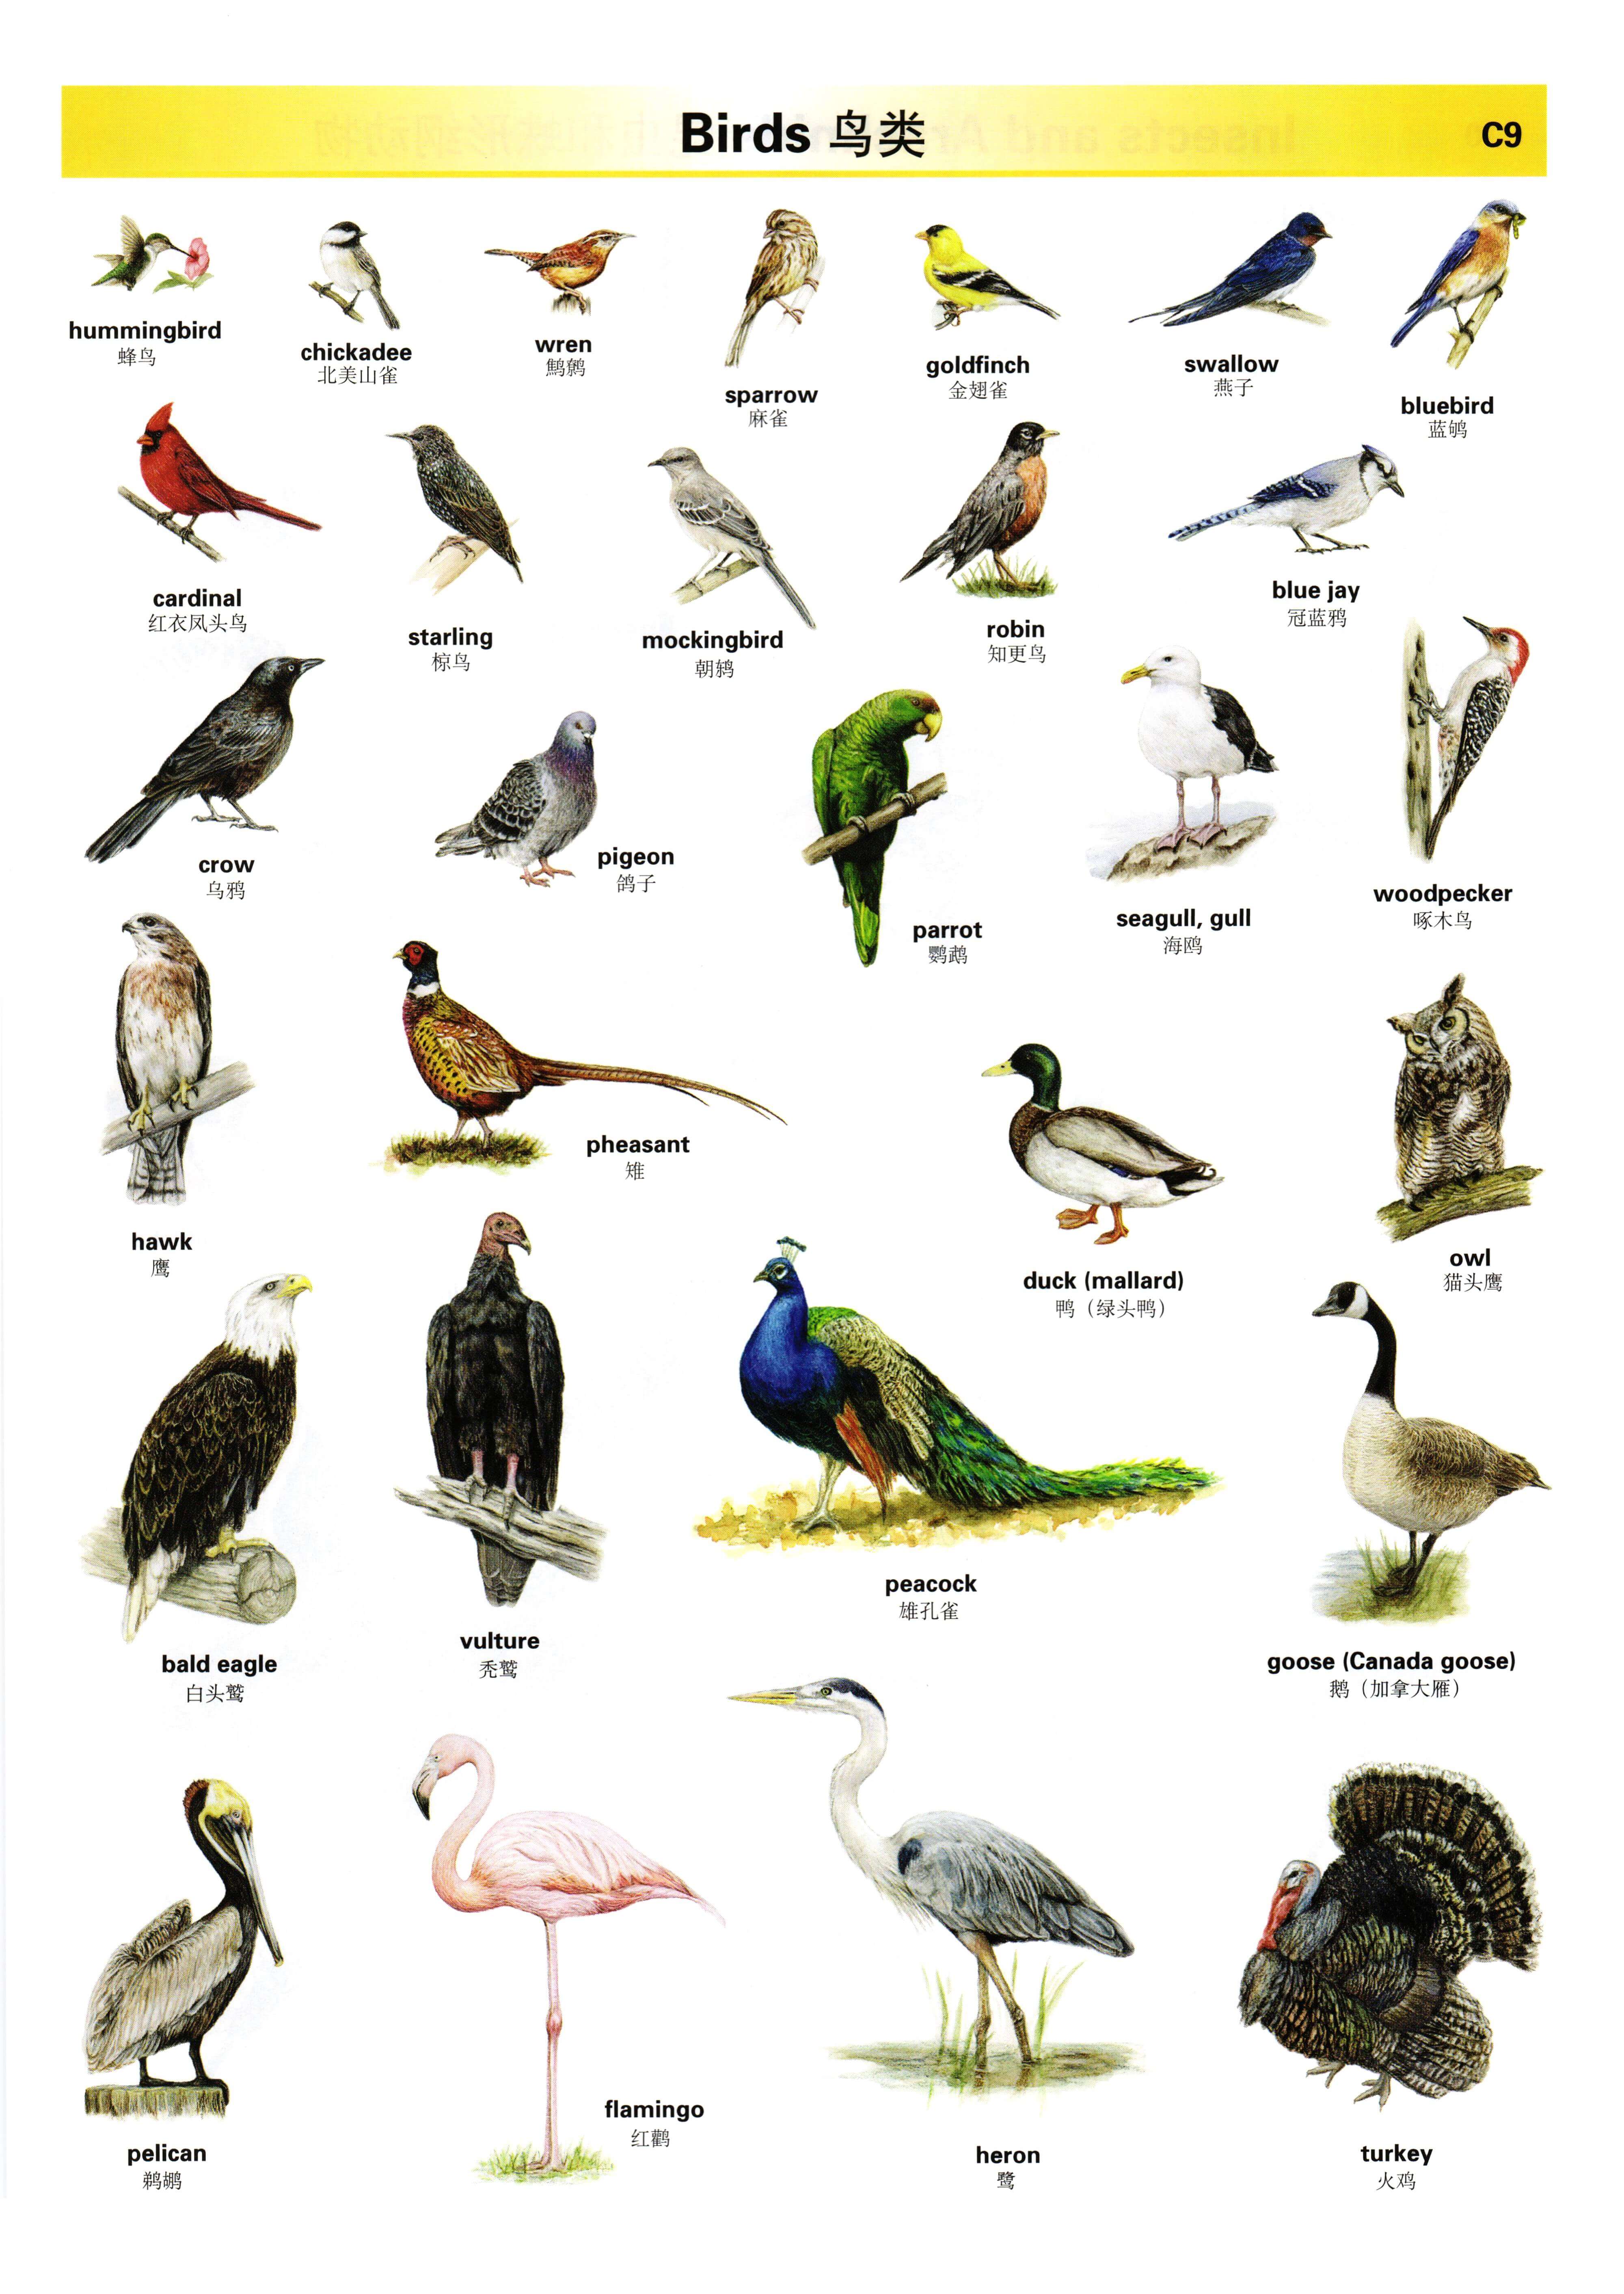 Birds 鸟类
C9
hummingbird
蜂鸟
chickadee
北美山雀
wren
鹪鹩
sparrow
麻雀
goldfinch
金翅雀
swallow
燕子
bluebird
蓝鸲
cardinal
红衣凤头鸟
starling
椋鸟
mockingbird
朝鸫
robin
知更鸟
blue jay
冠蓝鸦
crow
乌鸦
pigeon
鸽子
parrot
鹦鹉
seagull, gull
海鸥
woodpecker
啄木鸟
hawk
鹰
pheasant
雉
duck (mallard)
鸭（绿头鸭）
owl
猫头鹰
bald eagle
白头鹫
vulture
秃鹫
peacock
雄孔雀
goose (Canada goose)
鹅（加拿大雁）
pelican
鹈鹕
flamingo
红鹳
heron
鹭
turkey
火鸡